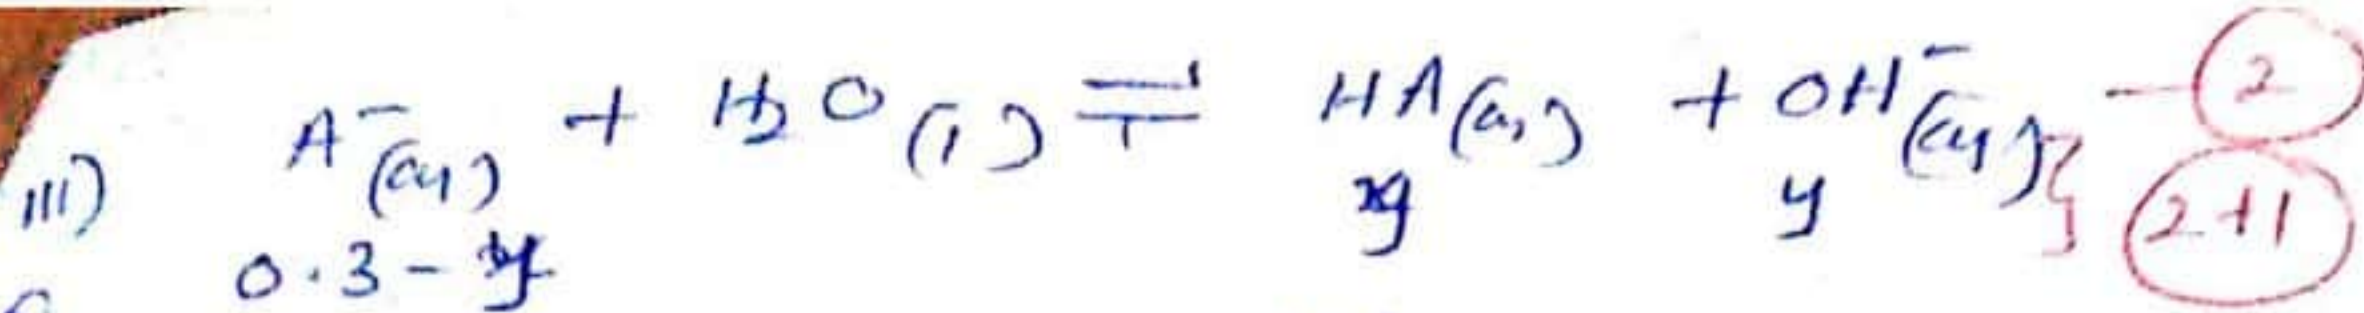 III) A⁻(aq) + H₂O(l) ⇌ HA(aq) + OH⁻(aq) } — 2
0.3 - y y y 2+1